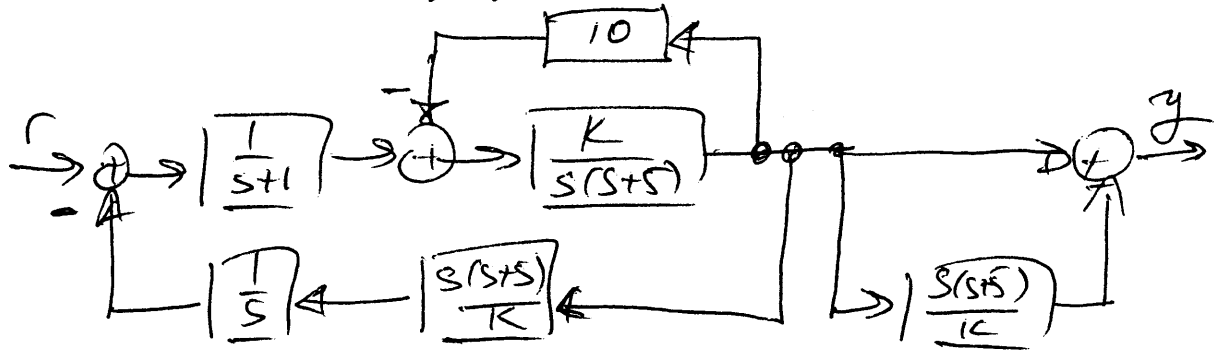 10
r
-
1/(s+1)
-
+
K/(s(s+5))
+
y
+
-
1/s
s(s+5)/K
s(s+5)/K